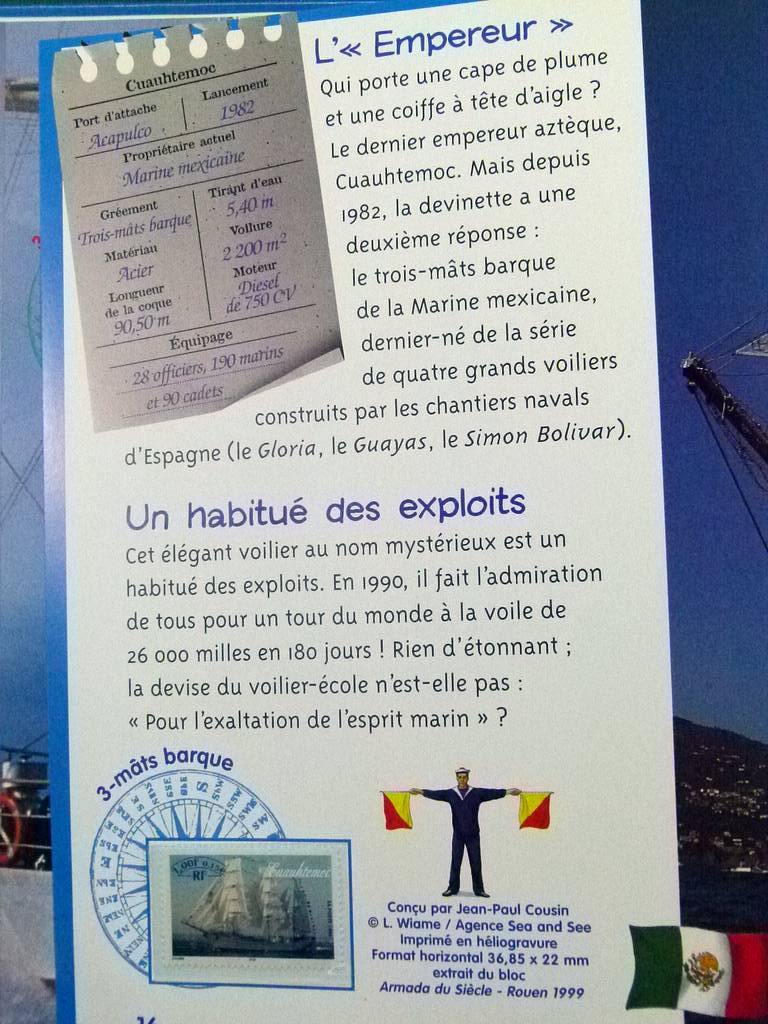 Cuauhtemoc
Port d'attache
Acapulco
Lancement
1982
Propriétaire actuel
Marine mexicaine
Gréement
Trois-mâts barque
Matériau
Acier
Longueur
de la coque
90,50 m
Tirant d'eau
5,40 m
Voilure
2 200 m²
Moteur
Diesel
de 750 CV
Équipage
28 officiers, 190 marins
et 90 cadets
L'« Empereur »
Qui porte une cape de plume
et une coiffe à tête d'aigle ?
Le dernier empereur aztèque,
Cuauhtemoc. Mais depuis
1982, la devinette a une
deuxième réponse :
le trois-mâts barque
de la Marine mexicaine,
dernier-né de la série
de quatre grands voiliers
construits par les chantiers navals
d'Espagne (le Gloria, le Guayas, le Simon Bolivar).
Un habitué des exploits
Cet élégant voilier au nom mystérieux est un
habitué des exploits. En 1990, il fait l'admiration
de tous pour un tour du monde à la voile de
26 000 milles en 180 jours ! Rien d'étonnant ;
la devise du voilier-école n'est-elle pas :
« Pour l'exaltation de l'esprit marin » ?
3-mâts barque
RF
Cuauhtemoc
Conçu par Jean-Paul Cousin
© L. Wiame / Agence Sea and See
Imprimé en héliogravure
Format horizontal 36,85 x 22 mm
extrait du bloc
Armada du Siècle - Rouen 1999